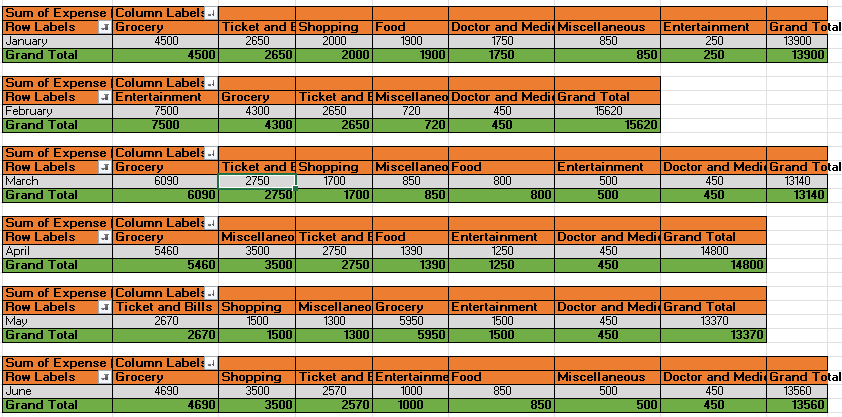 Sum of Expense Column Labels
Row Labels Grocery Ticket and B Shopping Food Doctor and Medi Miscellaneous Entertainment Grand Total
January 4500 2650 2000 1900 1750 850 250 13900
Grand Total 4500 2650 2000 1900 1750 850 250 13900
Sum of Expense Column Labels
Row Labels Entertainment Grocery Ticket and B Miscellaneo Doctor and Medi Grand Total
February 7500 4300 2650 720 450 15620
Grand Total 7500 4300 2650 720 450 15620
Sum of Expense Column Labels
Row Labels Grocery Ticket and B Shopping Miscellaneo Food Entertainment Doctor and Medi Grand Total
March 6090 2750 1700 850 800 500 450 13140
Grand Total 6090 2750 1700 850 800 500 450 13140
Sum of Expense Column Labels
Row Labels Grocery Miscellaneo Ticket and B Food Entertainment Doctor and Medi Grand Total
April 5460 3500 2750 1390 1250 450 14800
Grand Total 5460 3500 2750 1390 1250 450 14800
Sum of Expense Column Labels
Row Labels Ticket and Bills Shopping Miscellaneo Grocery Entertainment Doctor and Medi Grand Total
May 2670 1500 1300 5950 1500 450 13370
Grand Total 2670 1500 1300 5950 1500 450 13370
Sum of Expense Column Labels
Row Labels Grocery Shopping Ticket and B Entertainme Food Miscellaneous Doctor and Medi Grand Total
June 4690 3500 2570 1000 850 500 450 13560
Grand Total 4690 3500 2570 1000 850 500 450 13560